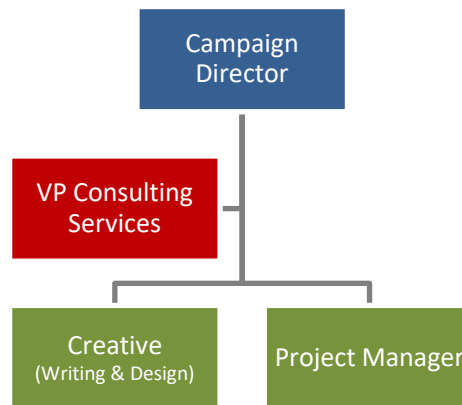 Campaign
Director
VP Consulting
Services
Creative
(Writing & Design)
Project Manager